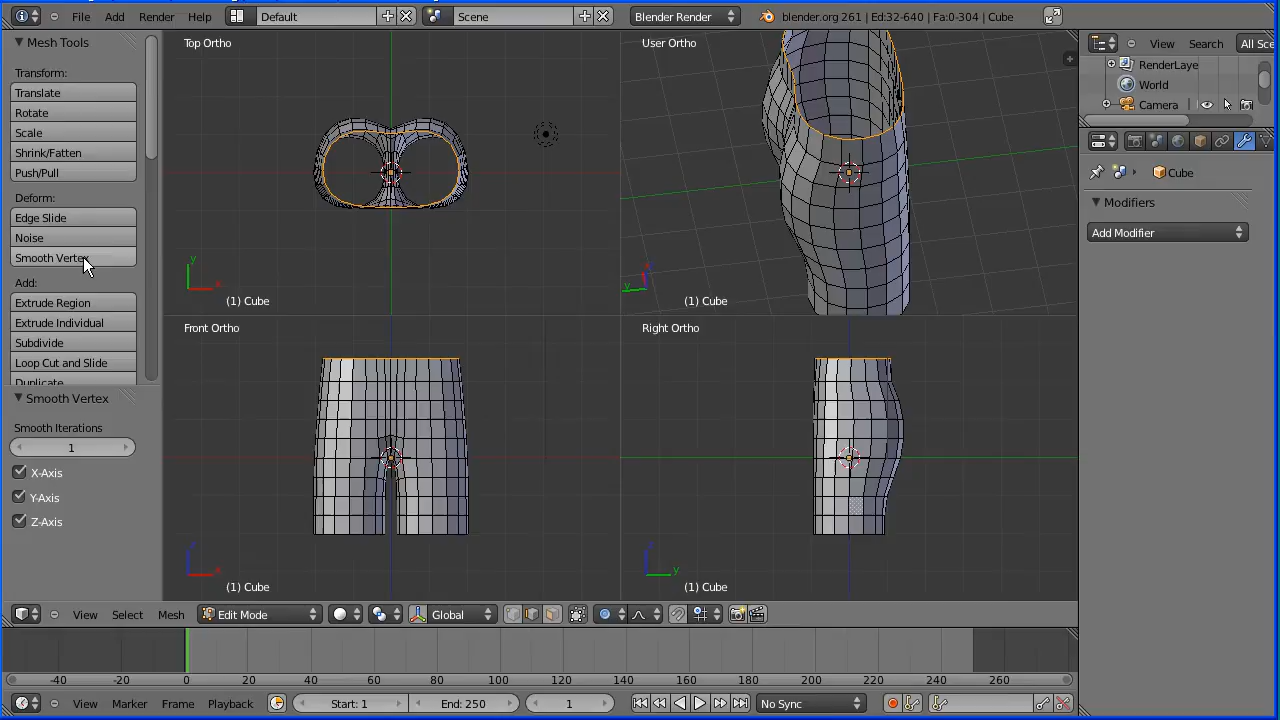 File Add Render Help Default Scene Blender Render blender.org 261 | Ed:32-640 | Fa:0-304 | Cube
Mesh Tools
Transform:
Translate
Rotate
Scale
Shrink/Fatten
Push/Pull
Deform:
Edge Slide
Noise
Smooth Vertex
Add:
Extrude Region
Extrude Individual
Subdivide
Loop Cut and Slide
Duplicate
Smooth Vertex
Smooth Iterations
1
X-Axis
Y-Axis
Z-Axis
Top Ortho
y
x
(1) Cube
User Ortho
y
(1) Cube
Front Ortho
z
x
(1) Cube
Right Ortho
z
y
(1) Cube
View Search All Sce
RenderLaye
World
Camera
Cube
Modifiers
Add Modifier
View Select Mesh Edit Mode Global
-40 -20 0 20 40 60 80 100 120 140 160 180 200 220 240 260
View Marker Frame Playback Start: 1 End: 250 1 No Sync